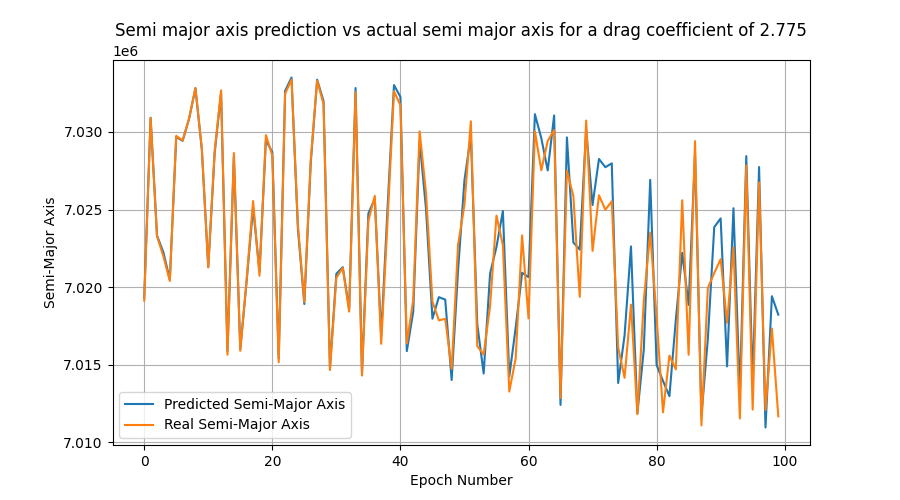 Semi major axis prediction vs actual semi major axis for a drag coefficient of 2.775
1e6
7.030
7.025
7.020
7.015
7.010
Semi-Major Axis
Predicted Semi-Major Axis
Real Semi-Major Axis
0 20 40 60 80 100
Epoch Number